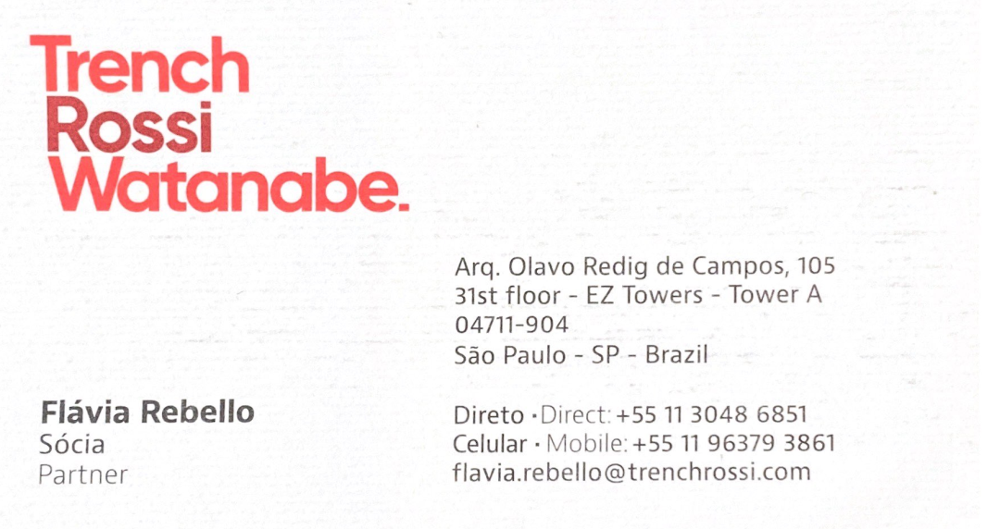 Trench
Rossi
Watanabe.
Arq. Olavo Redig de Campos, 105
31st floor - EZ Towers - Tower A
04711-904
São Paulo - SP - Brazil
Flávia Rebello
Sócia
Partner
Direto · Direct: +55 11 3048 6851
Celular · Mobile: +55 11 96379 3861
flavia.rebello@trenchrossi.com